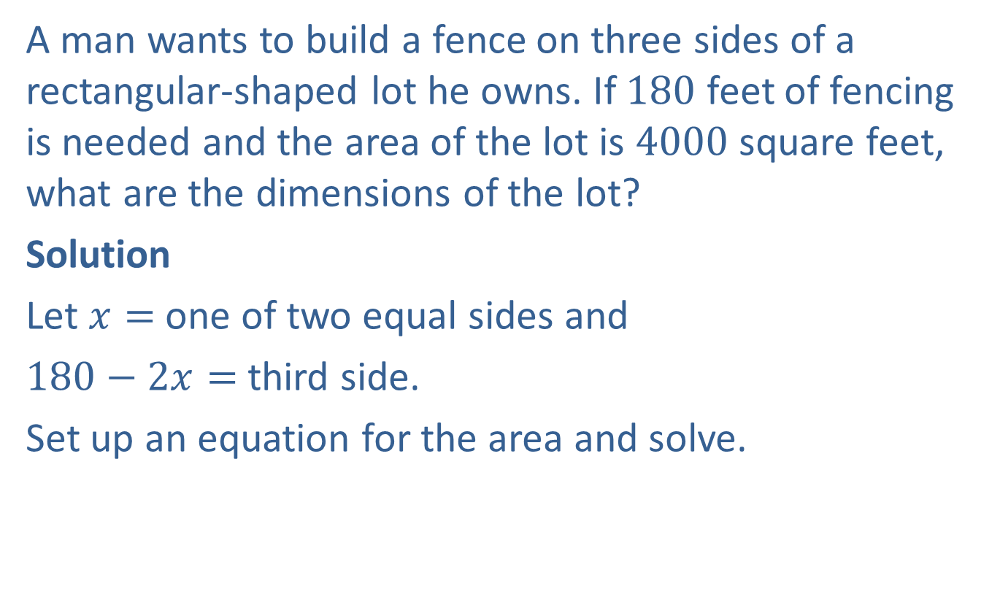 A man wants to build a fence on three sides of a
rectangular-shaped lot he owns. If 180 feet of fencing
is needed and the area of the lot is 4000 square feet,
what are the dimensions of the lot?
Solution
Let x = one of two equal sides and
180 − 2x = third side.
Set up an equation for the area and solve.